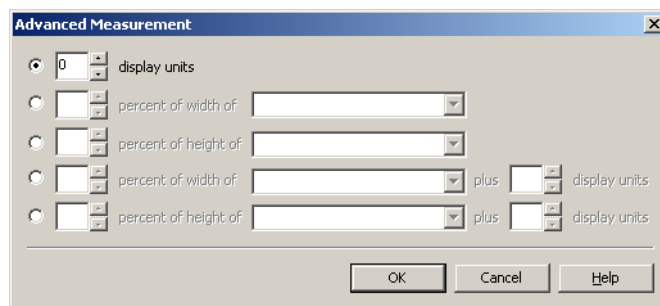 Advanced Measurement
0 display units
percent of width of
percent of height of
percent of width of plus display units
percent of height of plus display units
OK Cancel Help